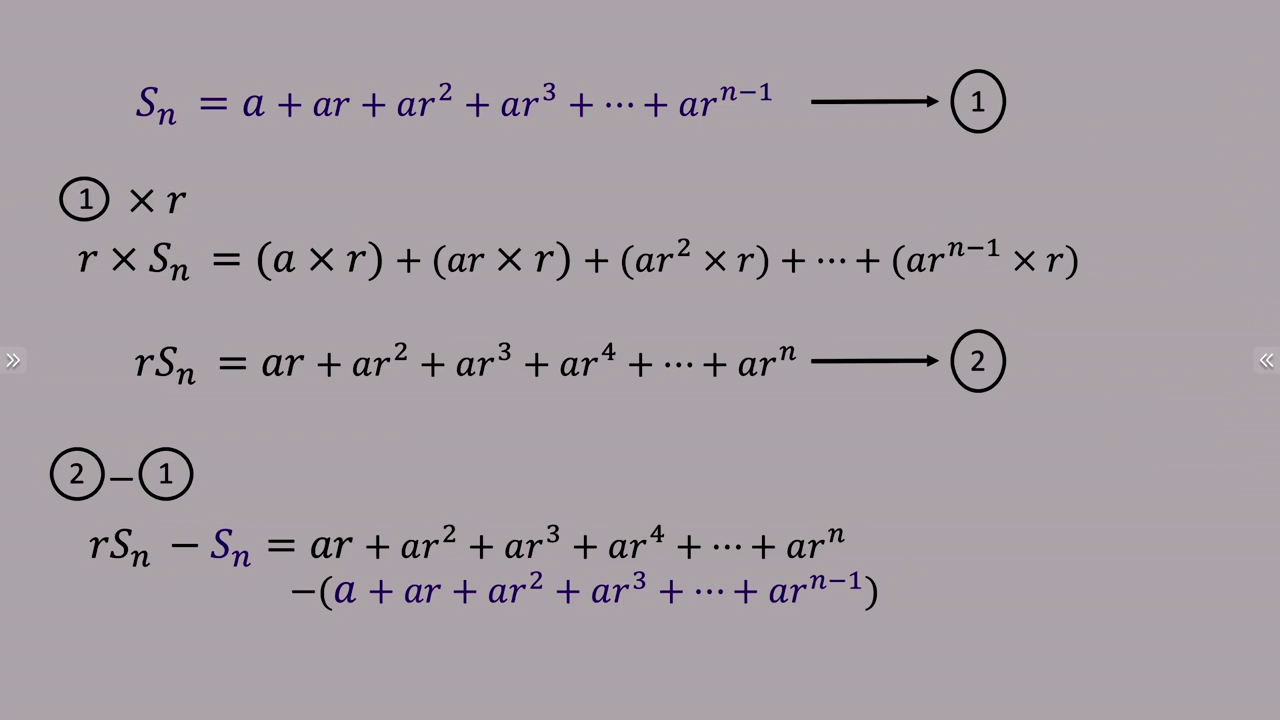 Sₙ = a + ar + ar² + ar³ + ⋯ + arⁿ⁻¹ ⟶ ①
① × r
r × Sₙ = (a × r) + (ar × r) + (ar² × r) + ⋯ + (arⁿ⁻¹ × r)
rSₙ = ar + ar² + ar³ + ar⁴ + ⋯ + arⁿ ⟶ ②
② − ①
rSₙ − Sₙ = ar + ar² + ar³ + ar⁴ + ⋯ + arⁿ
−(a + ar + ar² + ar³ + ⋯ + arⁿ⁻¹)